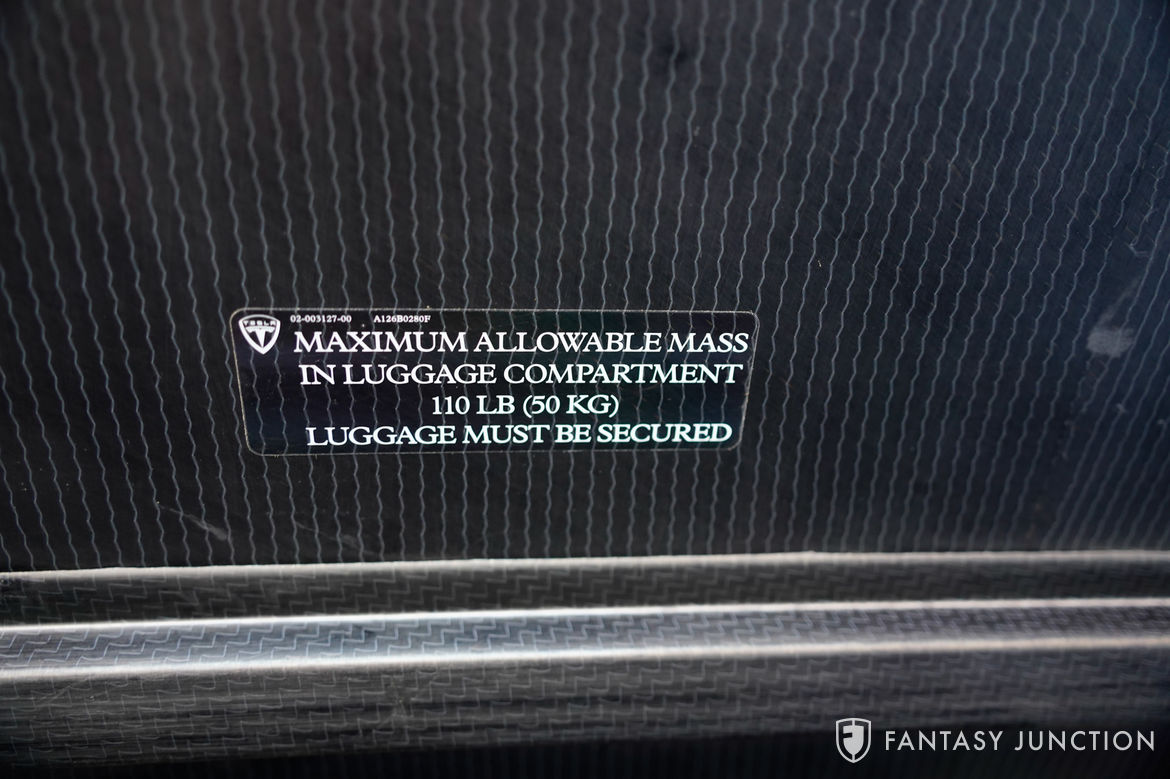 TESLA
02-003127-00 A126B0280F
MAXIMUM ALLOWABLE MASS
IN LUGGAGE COMPARTMENT
110 LB (50 KG)
LUGGAGE MUST BE SECURED
FANTASY JUNCTION